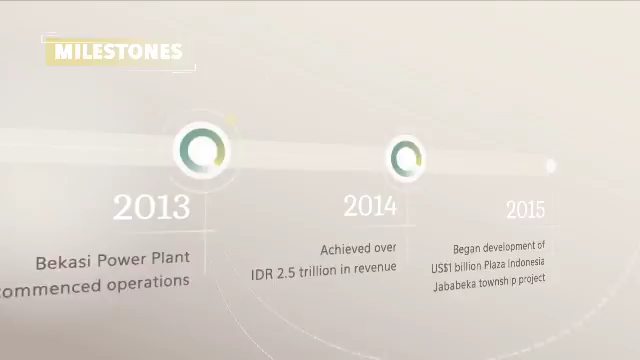 MILESTONES
2013
Bekasi Power Plant
commenced operations
2014
Achieved over
IDR 2.5 trillion in revenue
2015
Began development of
US$1 billion Plaza Indonesia
Jababeka township project